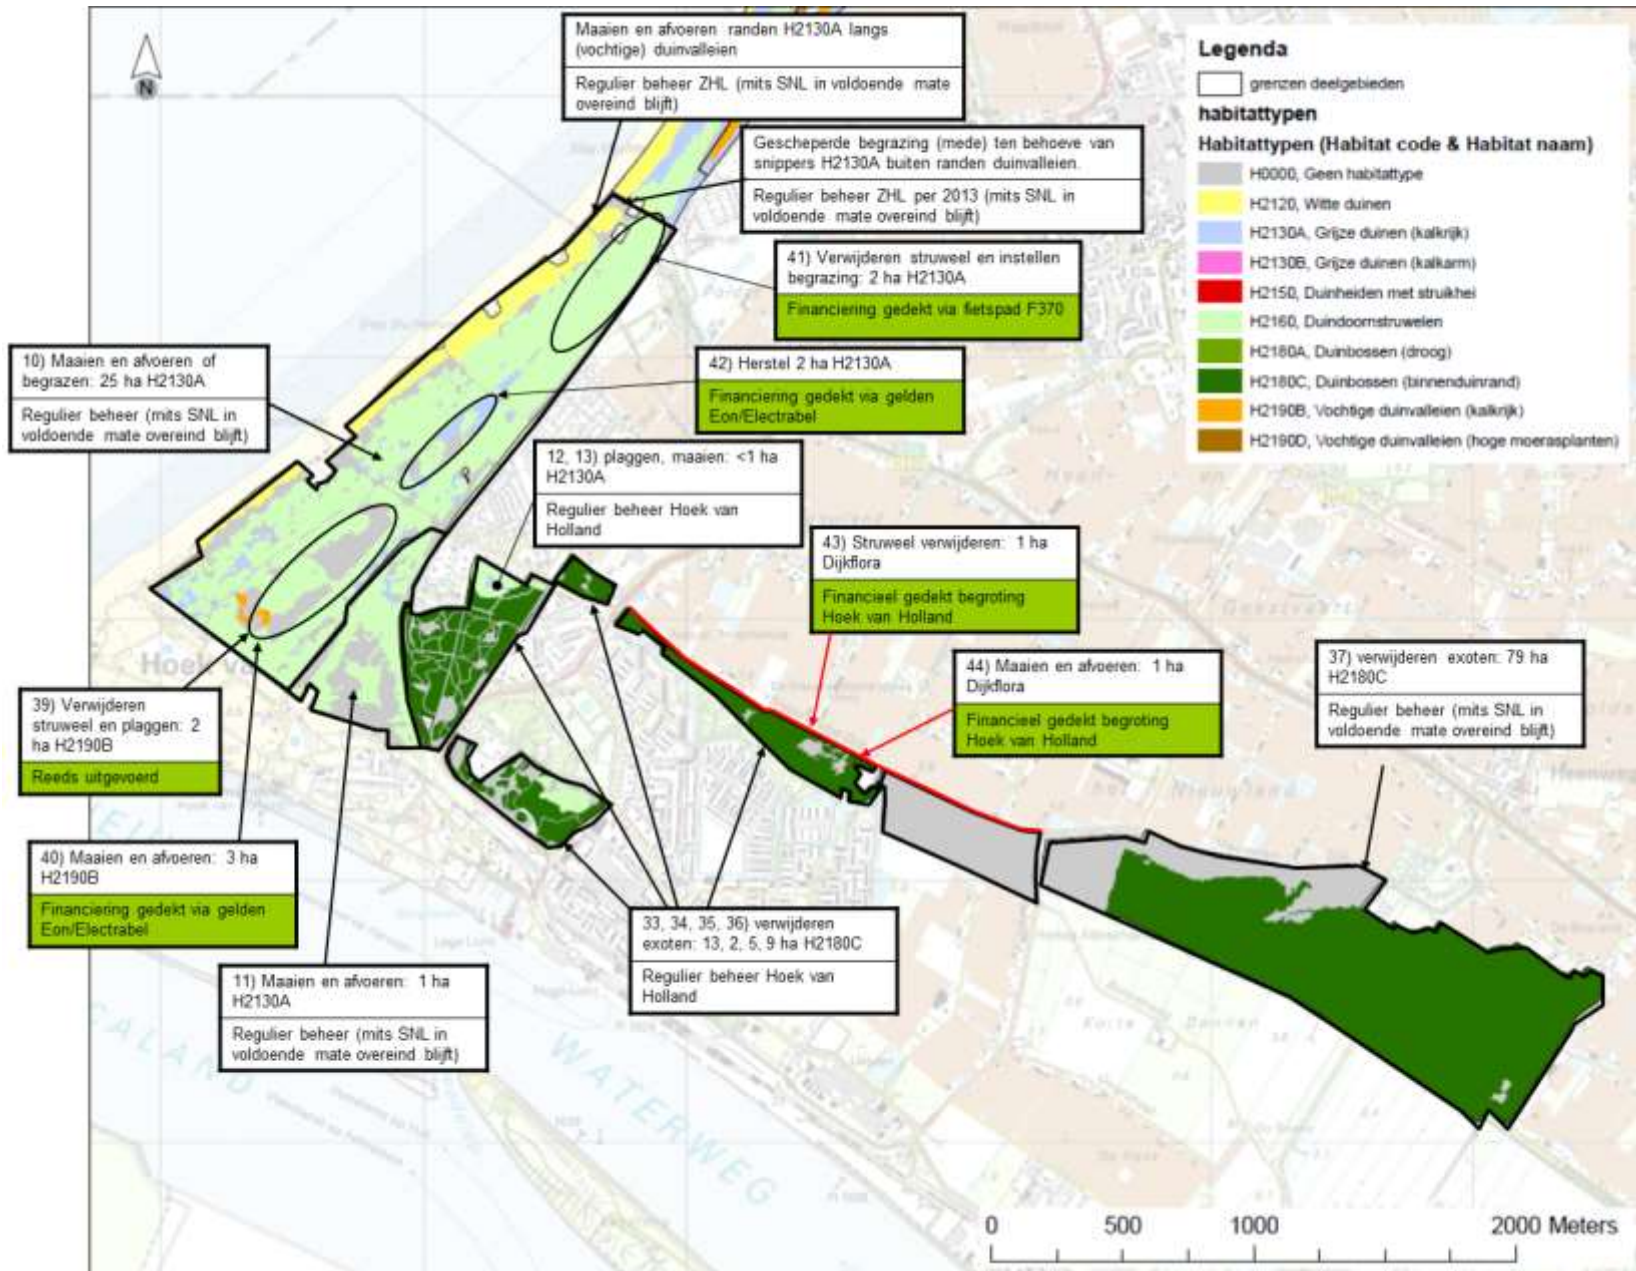 Maaien en afvoeren randen H2130A langs
(vochtige) duinvalleien
Regulier beheer ZHL (mits SNL in voldoende mate
overeind blijft)
Gescheperde begrazing (mede) ten behoeve van
snippers H2130A buiten randen duinvalleien.
Regulier beheer ZHL per 2013 (mits SNL in
voldoende mate overeind blijft)
41) Verwijderen struweel en instellen
begrazing: 2 ha H2130A
Financiering gedekt via fietspad F370
42) Herstel 2 ha H2130A
Financiering gedekt via gelden
Eon/Electrabel
10) Maaien en afvoeren of
begrazen: 25 ha H2130A
Regulier beheer (mits SNL in
voldoende mate overeind blijft)
12, 13) plaggen, maaien: <1 ha
H2130A
Regulier beheer Hoek van
Holland
43) Struweel verwijderen: 1 ha
Dijkflora
Financieel gedekt begroting
Hoek van Holland
44) Maaien en afvoeren: 1 ha
Dijkflora
Financieel gedekt begroting
Hoek van Holland
37) verwijderen exoten: 79 ha
H2180C
Regulier beheer (mits SNL in
voldoende mate overeind blijft)
39) Verwijderen
struweel en plaggen: 2
ha H2190B
Reeds uitgevoerd
40) Maaien en afvoeren: 3 ha
H2190B
Financiering gedekt via gelden
Eon/Electrabel
11) Maaien en afvoeren: 1 ha
H2130A
Regulier beheer (mits SNL in
voldoende mate overeind blijft)
33, 34, 35, 36) verwijderen
exoten: 13, 2, 5, 9 ha H2180C
Regulier beheer Hoek van
Holland
Legenda
grenzen deelgebieden
habitattypen
Habitattypen (Habitat code & Habitat naam)
H0000, Geen habitattype
H2120, Witte duinen
H2130A, Grijze duinen (kalkrijk)
H2130B, Grijze duinen (kalkarm)
H2150, Duinheiden met struikhei
H2160, Duindoornstruwelen
H2180A, Duinbossen (droog)
H2180C, Duinbossen (binnenduinrand)
H2190B, Vochtige duinvalleien (kalkrijk)
H2190D, Vochtige duinvalleien (hoge moerasplanten)
N
Hoek
WATERWEG
0 500 1000 2000 Meters